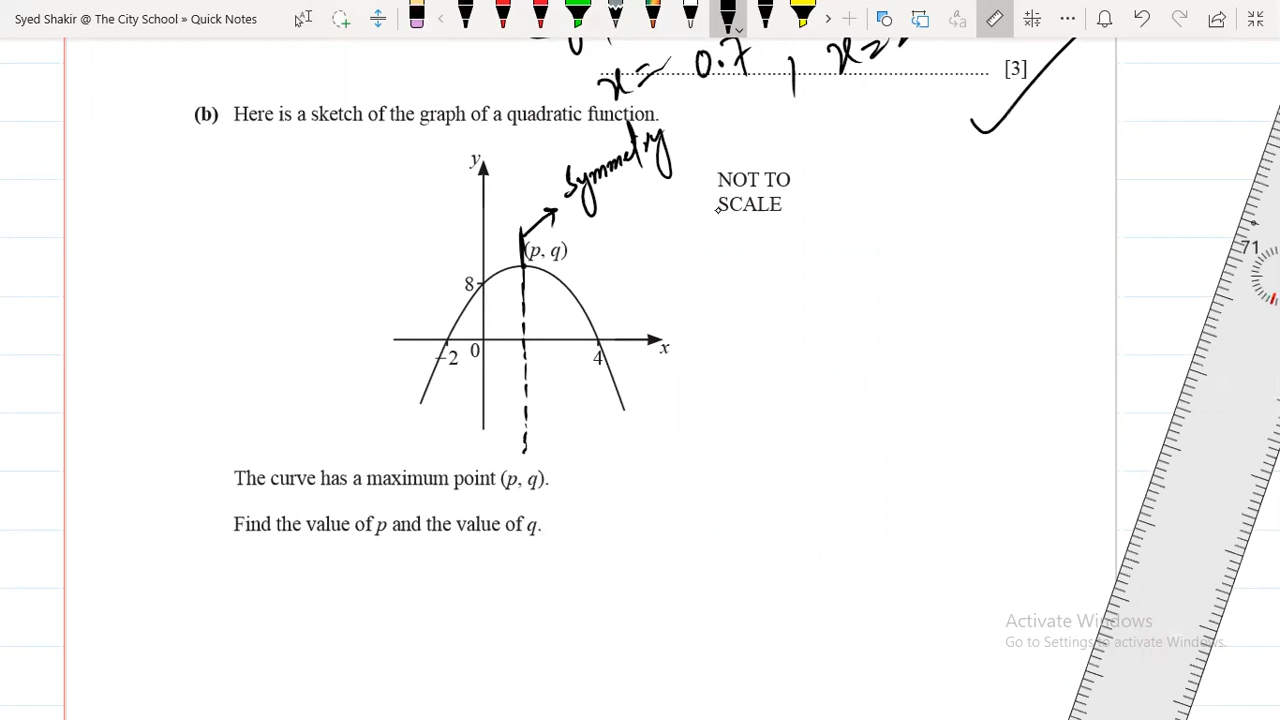 Syed Shakir @ The City School » Quick Notes
x = 0.7 , x =
[3]
(b) Here is a sketch of the graph of a quadratic function.
Symmetry
y
NOT TO
SCALE
(p, q)
8
71
-2 0 4 x
The curve has a maximum point (p, q).
Find the value of p and the value of q.
Activate Windows
Go to Settings to activate Windows.